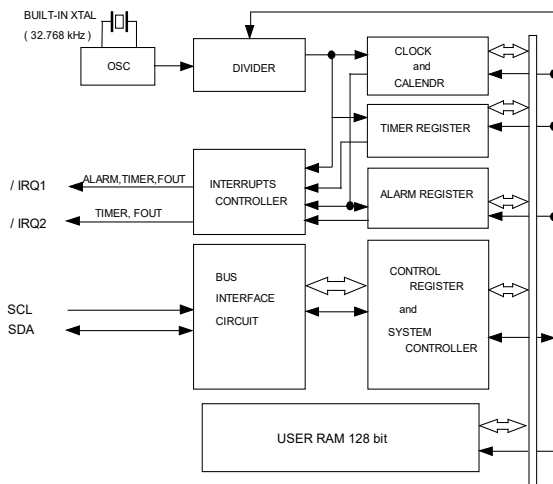 BUILT-IN XTAL
( 32.768 kHz )
OSC
DIVIDER
CLOCK
and
CALENDR
TIMER REGISTER
/ IRQ1
ALARM,TIMER,FOUT
INTERRUPTS
CONTROLLER
ALARM REGISTER
/ IRQ2
TIMER, FOUT
BUS
INTERFACE
CIRCUIT
CONTROL
REGISTER
and
SYSTEM
CONTROLLER
SCL
SDA
USER RAM 128 bit